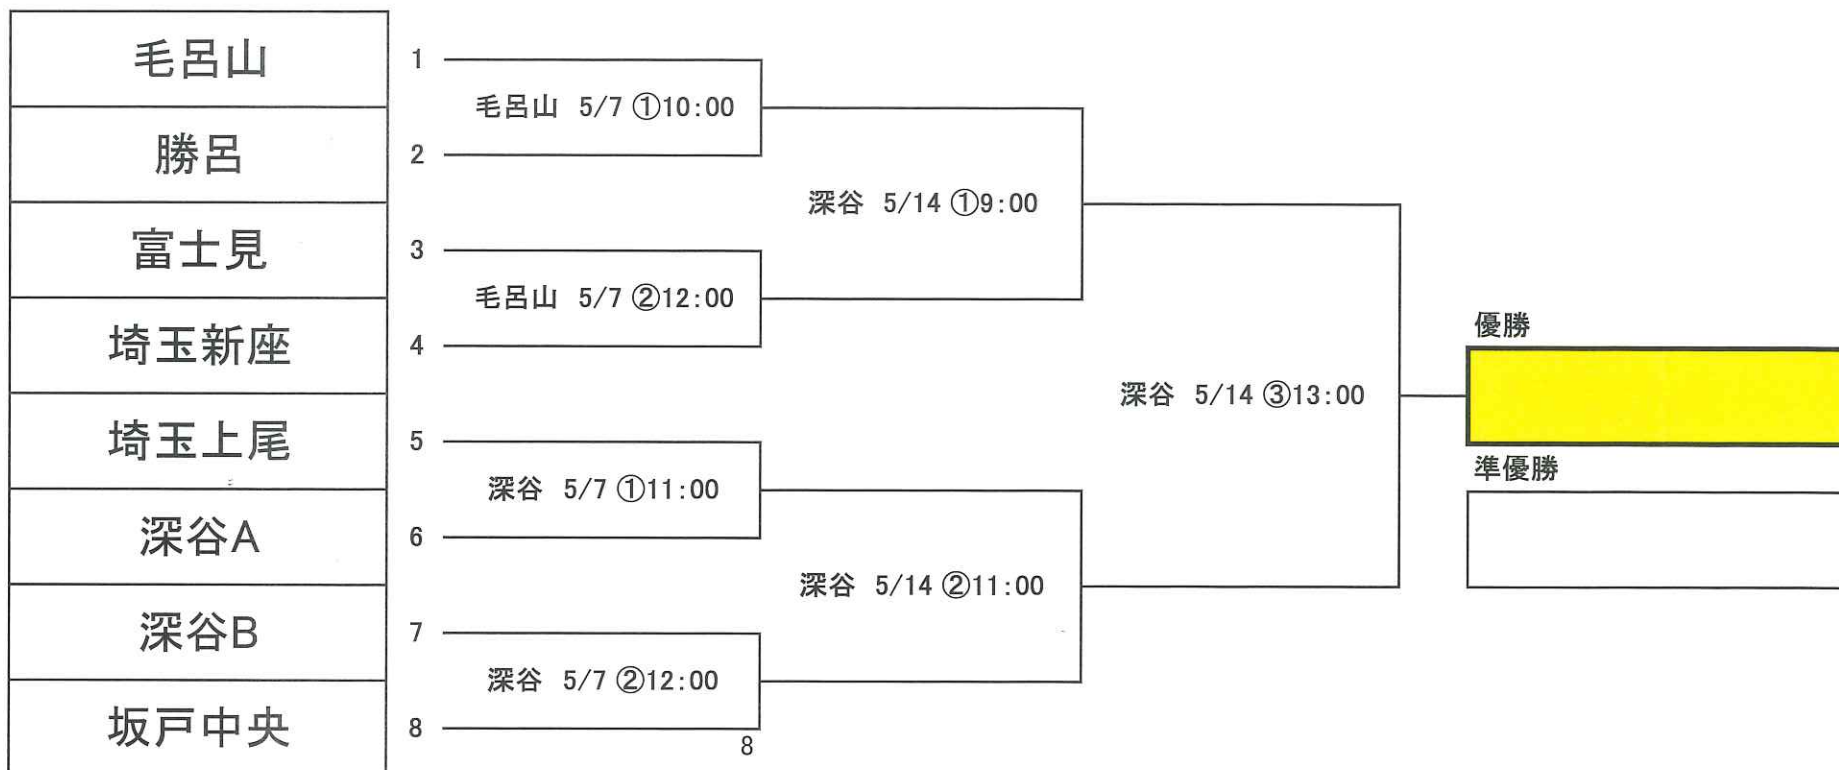 毛呂山
1
毛呂山 5/7 ①10:00
勝呂
2
深谷 5/14 ①9:00
富士見
3
毛呂山 5/7 ②12:00
埼玉新座
4
優勝
深谷 5/14 ③13:00
埼玉上尾
5
準優勝
深谷 5/7 ①11:00
深谷A
6
深谷 5/14 ②11:00
深谷B
7
深谷 5/7 ②12:00
坂戸中央
8
8